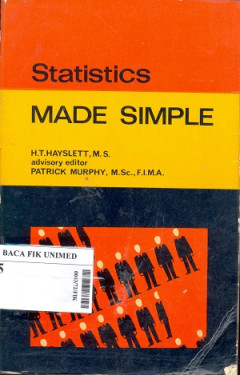 Statistics
MADE SIMPLE
H.T.HAYSLETT, M.S.
advisory editor
PATRICK MURPHY, M.Sc., F.I.M.A.
BACA FIK UNIMED